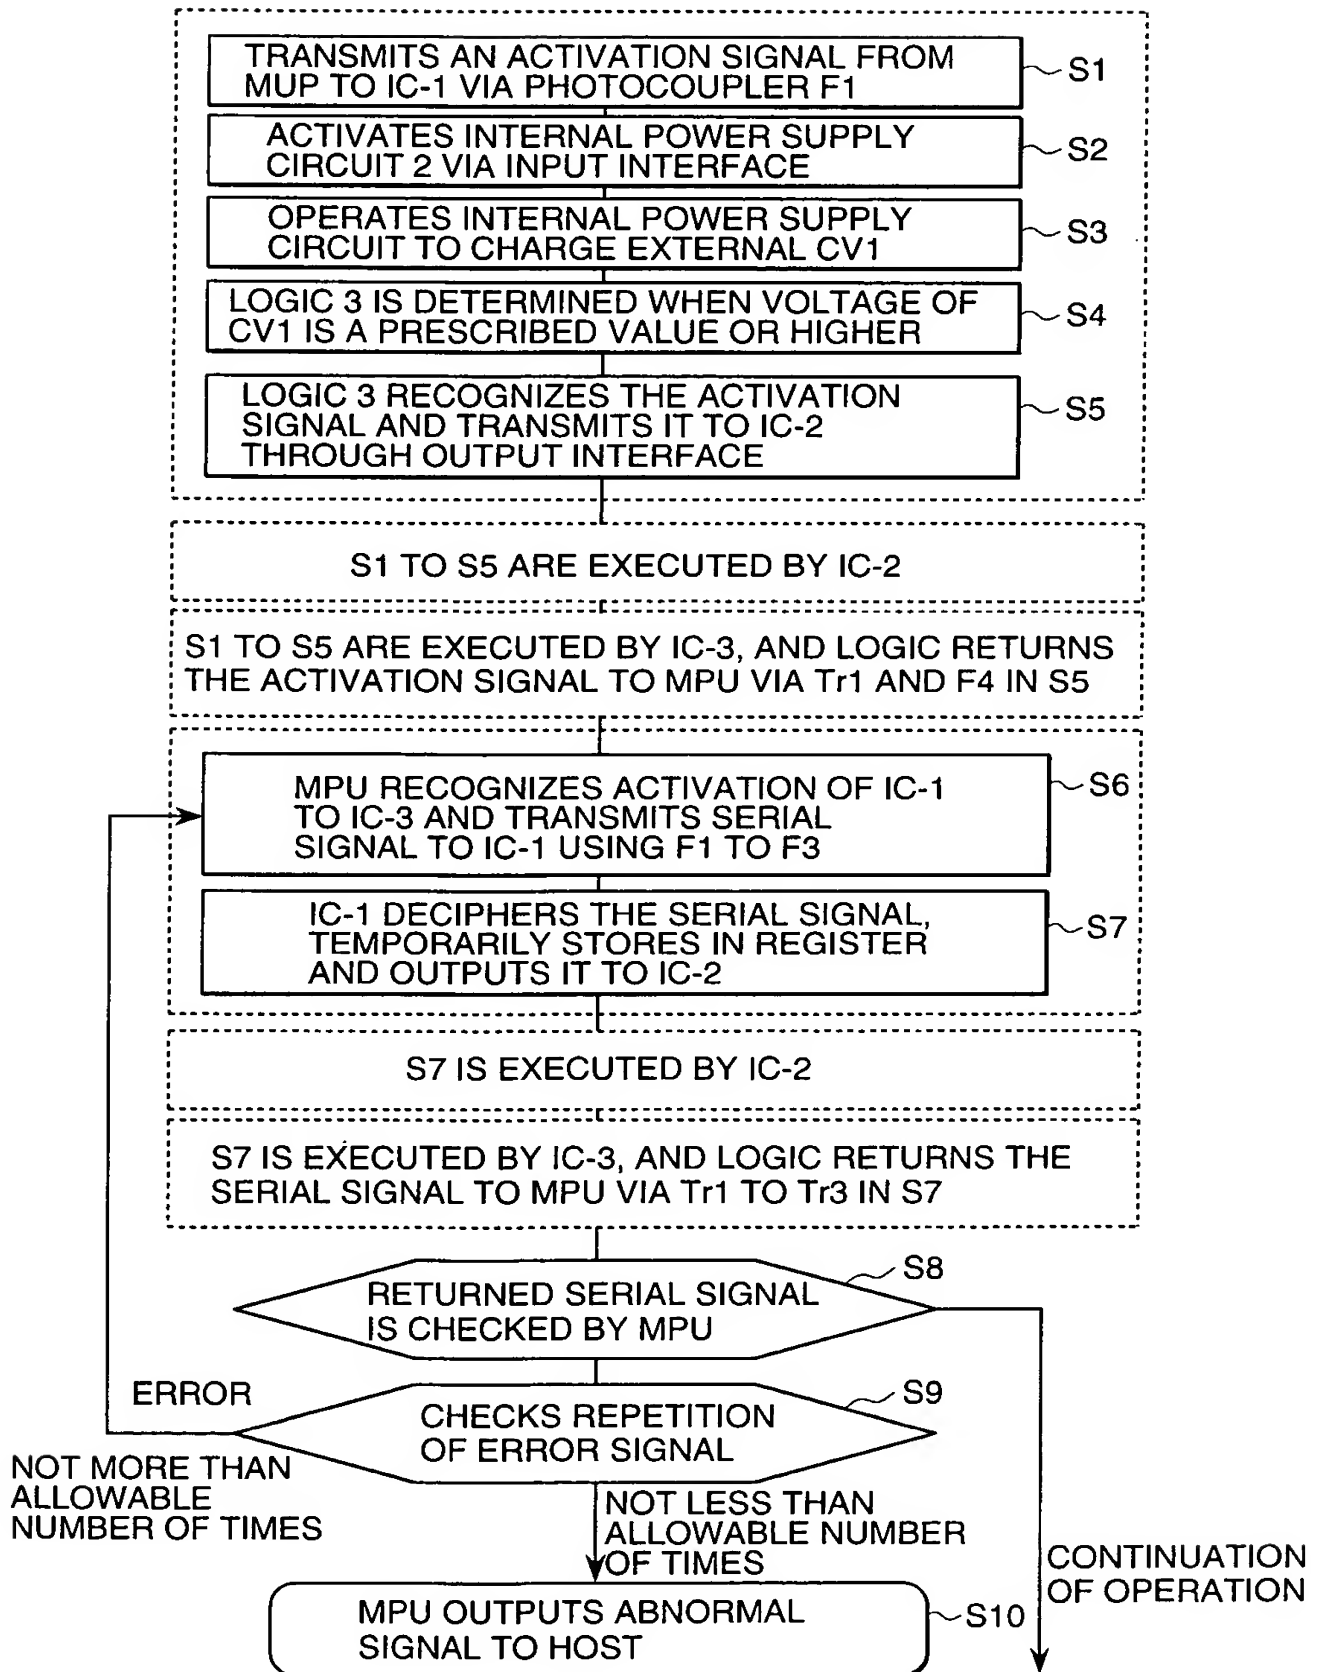 TRANSMITS AN ACTIVATION SIGNAL FROM
MUP TO IC-1 VIA PHOTOCOUPLER F1
S1
ACTIVATES INTERNAL POWER SUPPLY
CIRCUIT 2 VIA INPUT INTERFACE
S2
OPERATES INTERNAL POWER SUPPLY
CIRCUIT TO CHARGE EXTERNAL CV1
S3
LOGIC 3 IS DETERMINED WHEN VOLTAGE OF
CV1 IS A PRESCRIBED VALUE OR HIGHER
S4
LOGIC 3 RECOGNIZES THE ACTIVATION
SIGNAL AND TRANSMITS IT TO IC-2
THROUGH OUTPUT INTERFACE
S5
S1 TO S5 ARE EXECUTED BY IC-2
S1 TO S5 ARE EXECUTED BY IC-3, AND LOGIC RETURNS
THE ACTIVATION SIGNAL TO MPU VIA Tr1 AND F4 IN S5
MPU RECOGNIZES ACTIVATION OF IC-1
TO IC-3 AND TRANSMITS SERIAL
SIGNAL TO IC-1 USING F1 TO F3
S6
IC-1 DECIPHERS THE SERIAL SIGNAL,
TEMPORARILY STORES IN REGISTER
AND OUTPUTS IT TO IC-2
S7
S7 IS EXECUTED BY IC-2
S7 IS EXECUTED BY IC-3, AND LOGIC RETURNS THE
SERIAL SIGNAL TO MPU VIA Tr1 TO Tr3 IN S7
RETURNED SERIAL SIGNAL
IS CHECKED BY MPU
S8
ERROR
CHECKS REPETITION
OF ERROR SIGNAL
S9
NOT MORE THAN
ALLOWABLE
NUMBER OF TIMES
NOT LESS THAN
ALLOWABLE NUMBER
OF TIMES
CONTINUATION
OF OPERATION
MPU OUTPUTS ABNORMAL
SIGNAL TO HOST
S10